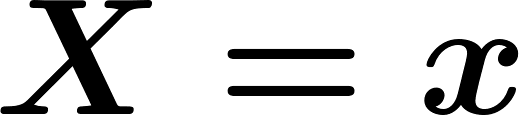 X = x